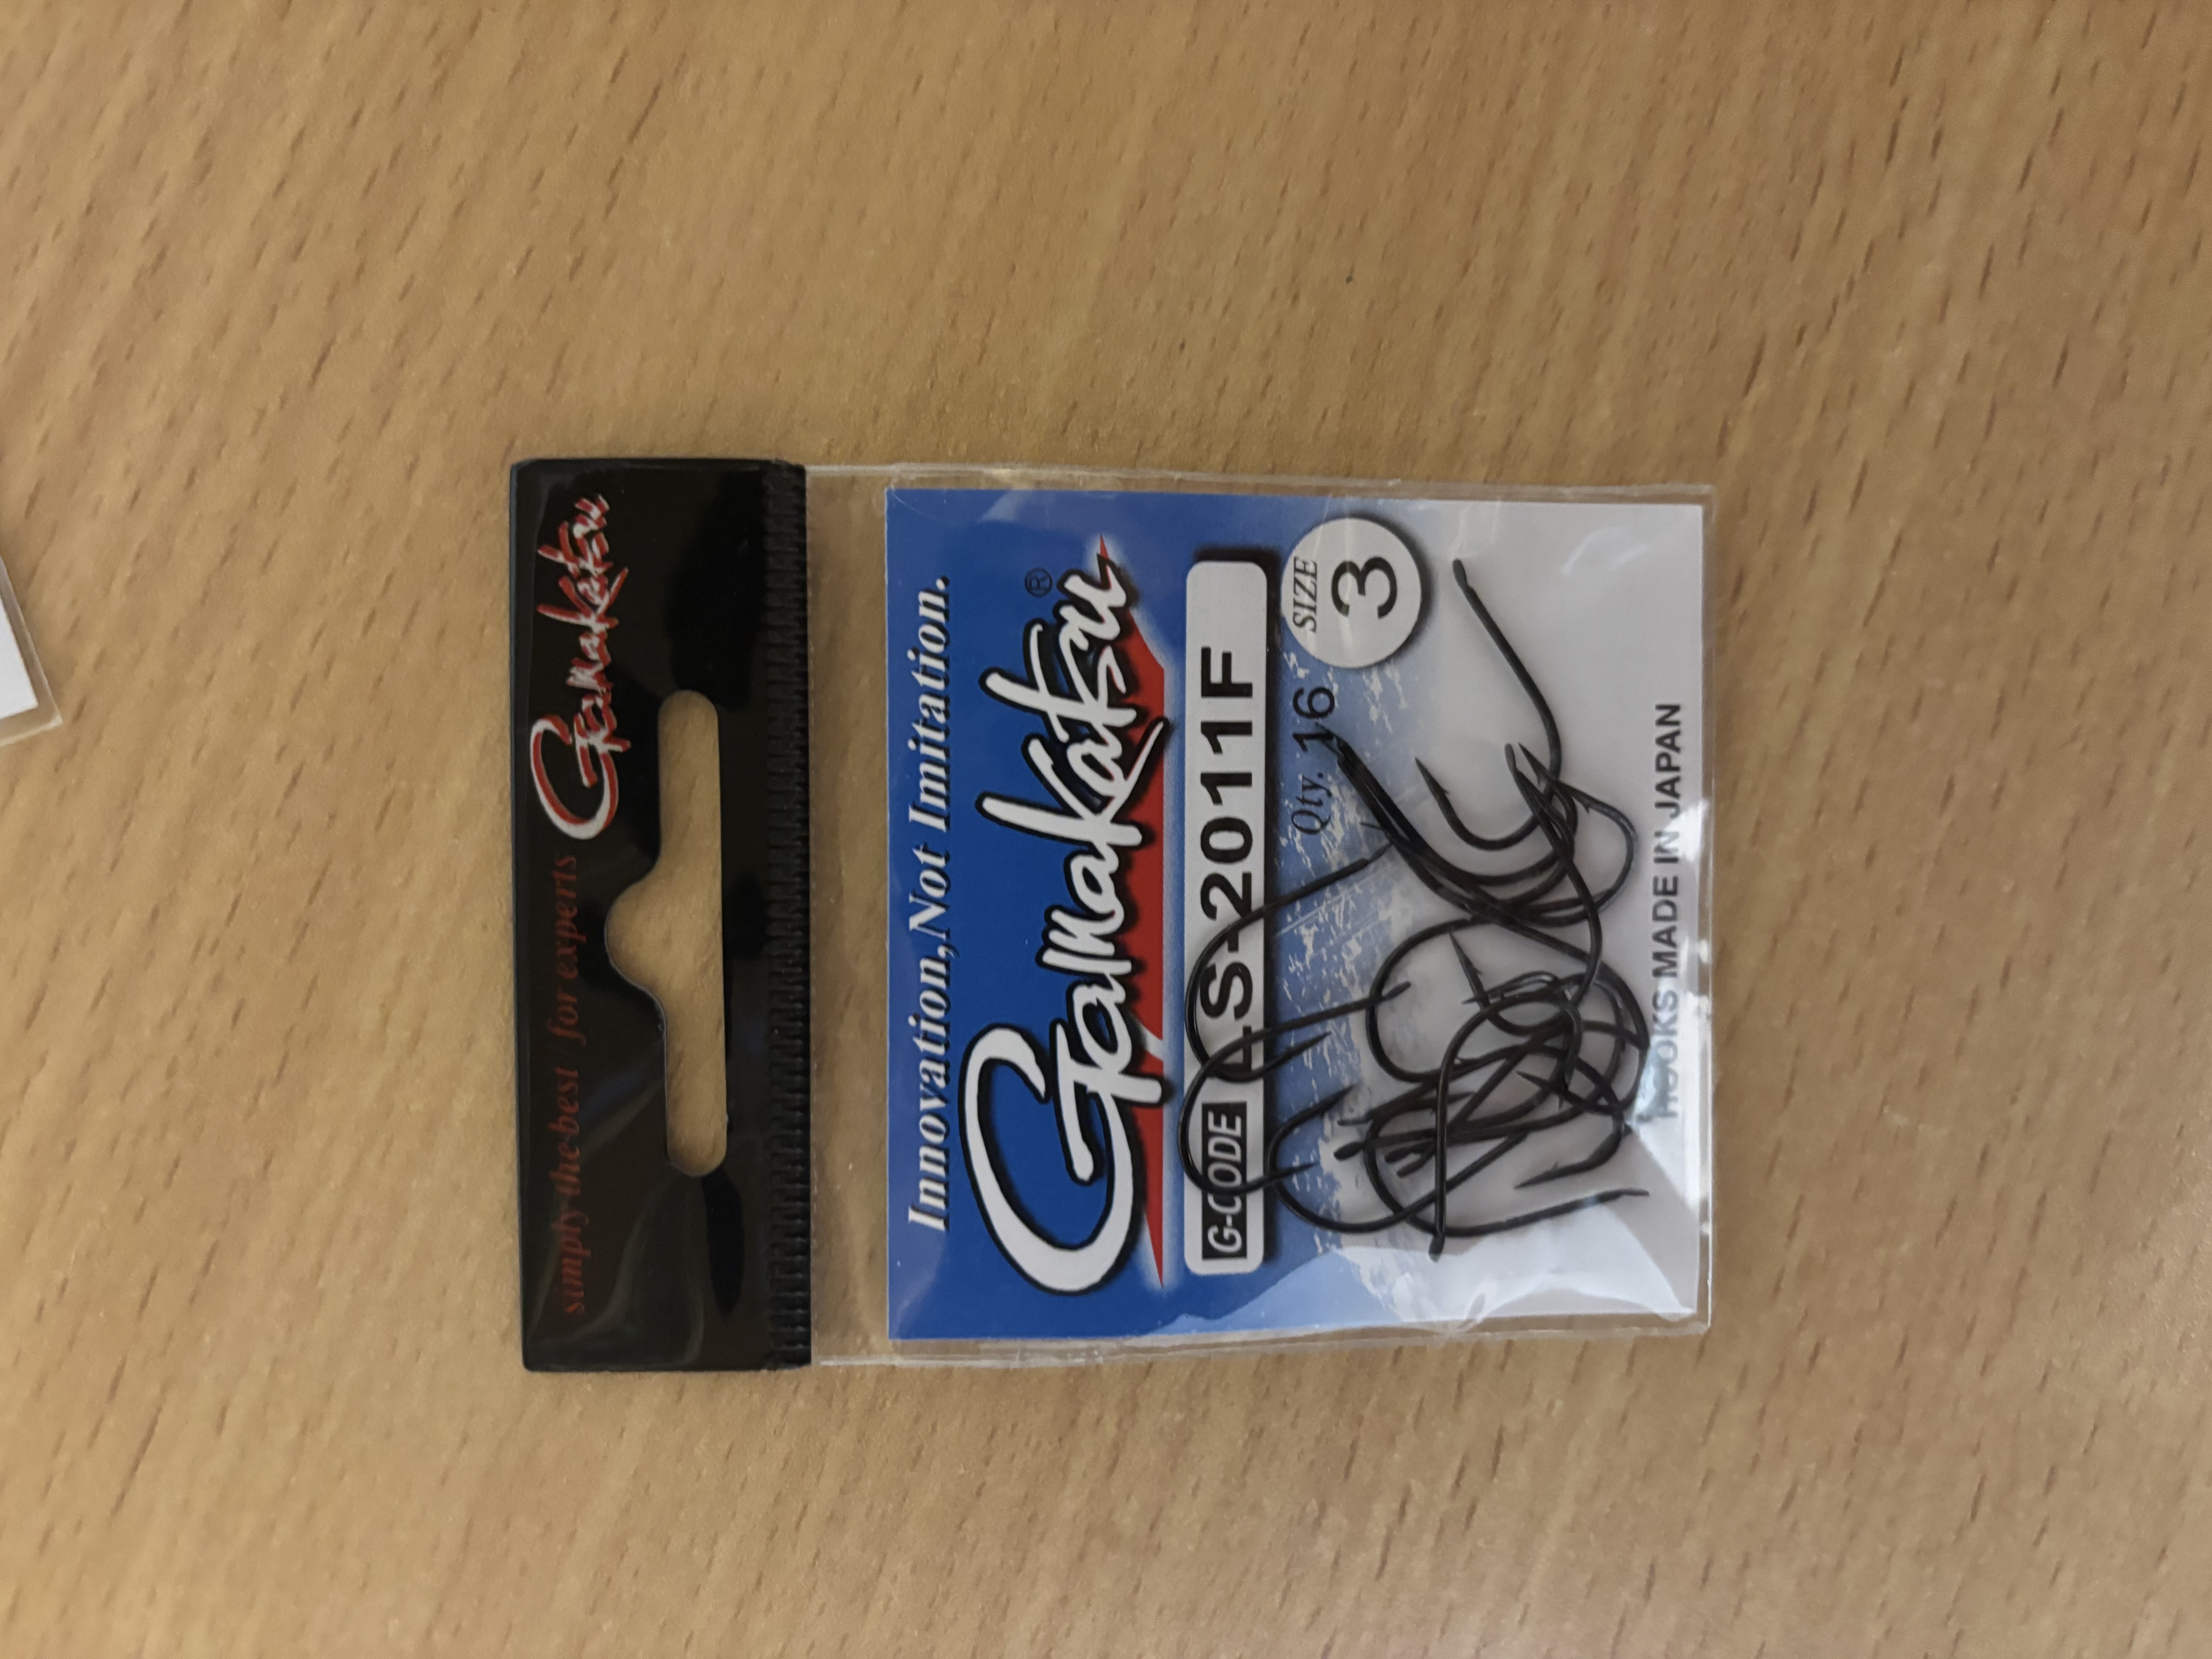 simply the best for experts Gamakatsu
Innovation, Not Imitation.
Gamakatsu®
G-CODE LS-2011F
Qty. 16 SIZE 3
HOOKS MADE IN JAPAN